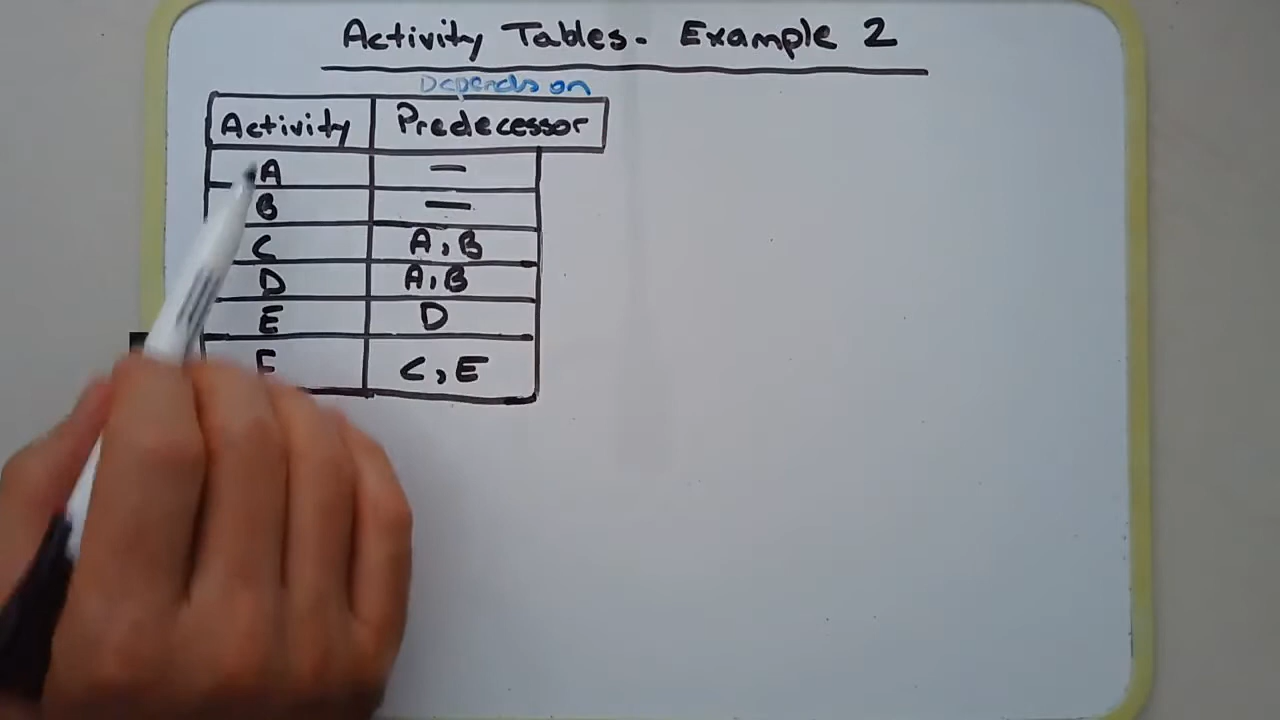 Activity Tables. Example 2
Depends on
Activity Predecessor
A —
B —
C A, B
D A, B
E D
F C, E